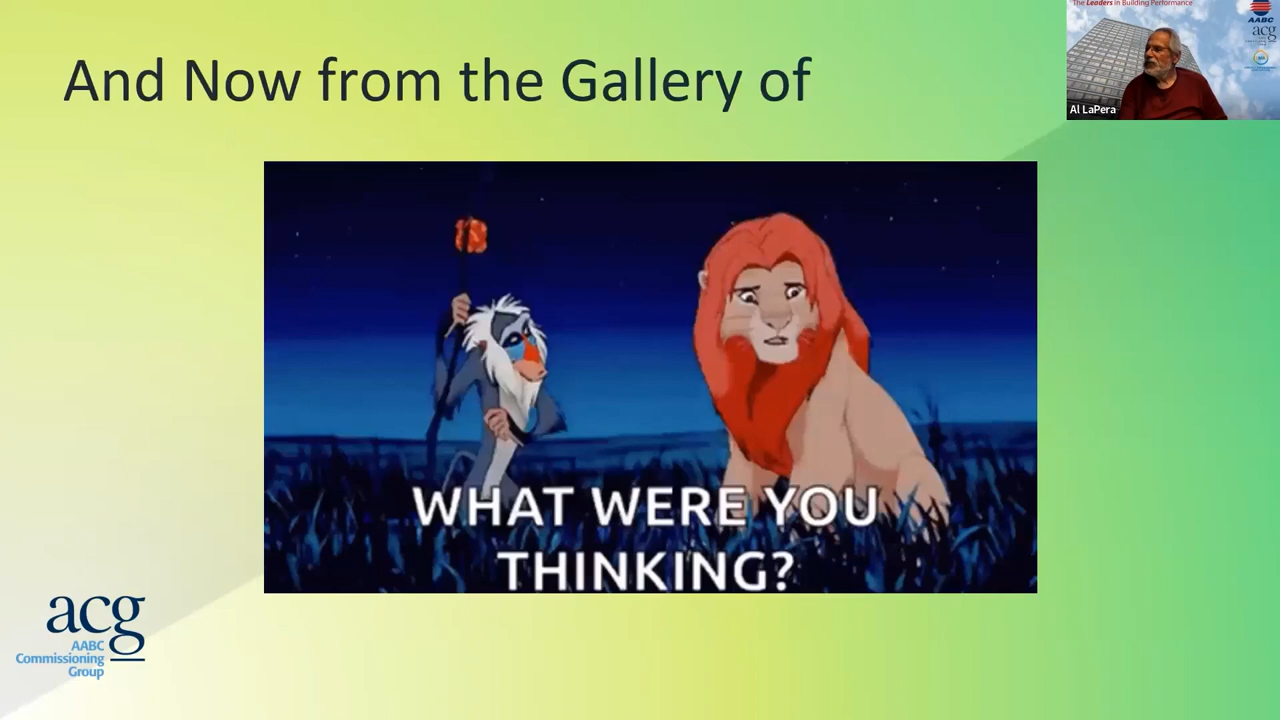 The Leaders in Building Performance
AABC
acg
Al LaPera
And Now from the Gallery of
WHAT WERE YOU
THINKING?
acg
AABC
Commissioning
Group